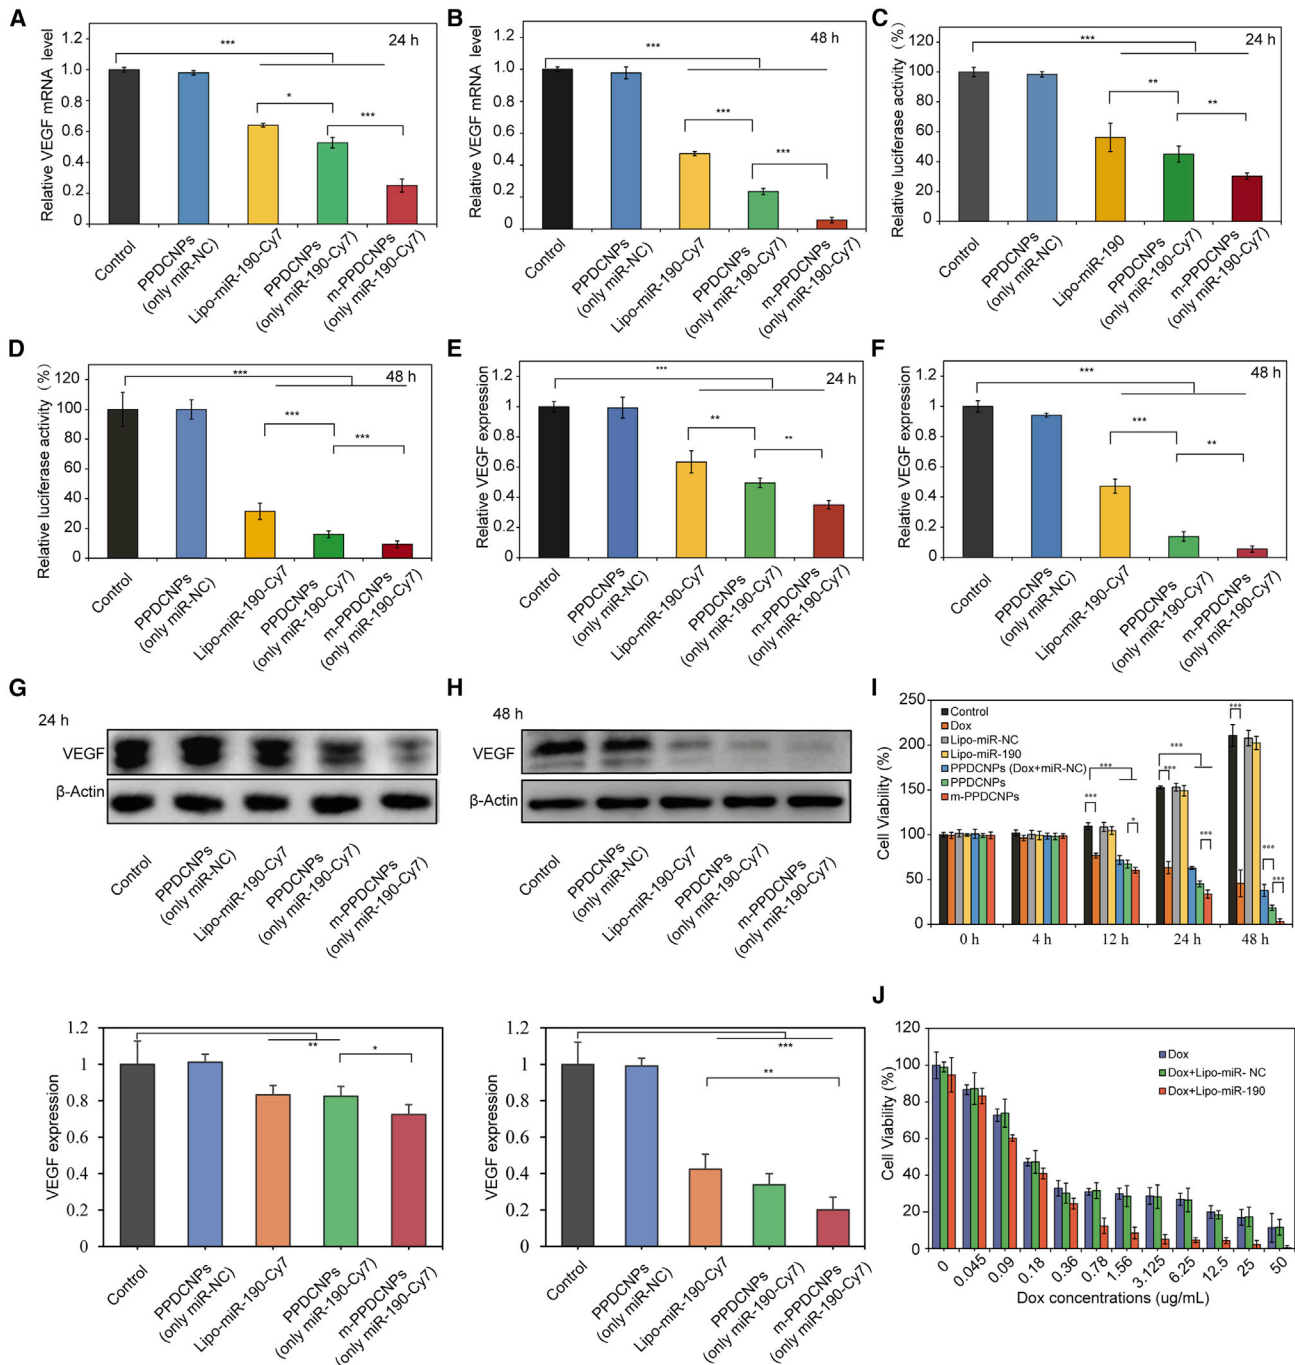 A
Relative VEGF mRNA level
1.2
1.0
0.8
0.6
0.4
0.2
0
24 h
***
*
***
Control
PPDCNPs
(only miR-NC)
Lipo-miR-190-Cy7
PPDCNPs
(only miR-190-Cy7)
m-PPDCNPs
(only miR-190-Cy7)
B
Relative VEGF mRNA level
1.2
1.0
0.8
0.6
0.4
0.2
0
48 h
***
***
***
Control
PPDCNPs
(only miR-NC)
Lipo-miR-190-Cy7
PPDCNPs
(only miR-190-Cy7)
m-PPDCNPs
(only miR-190-Cy7)
C
Relative luciferase activity (%)
120
100
80
60
40
20
0
24 h
***
**
**
Control
PPDCNPs
(only miR-NC)
Lipo-miR-190
PPDCNPs
(only miR-190-Cy7)
m-PPDCNPs
(only miR-190-Cy7)
D
Relative luciferase activity (%)
120
100
80
60
40
20
0
48 h
***
***
***
Control
PPDCNPs
(only miR-NC)
Lipo-miR-190-Cy7
PPDCNPs
(only miR-190-Cy7)
m-PPDCNPs
(only miR-190-Cy7)
E
Relative VEGF expression
1.2
1
0.8
0.6
0.4
0.2
0
24 h
***
**
**
Control
PPDCNPs
(only miR-NC)
Lipo-miR-190-Cy7
PPDCNPs
(only miR-190-Cy7)
m-PPDCNPs
(only miR-190-Cy7)
F
Relative VEGF expression
1.2
1
0.8
0.6
0.4
0.2
0
48 h
***
***
**
Control
PPDCNPs
(only miR-NC)
Lipo-miR-190-Cy7
PPDCNPs
(only miR-190-Cy7)
m-PPDCNPs
(only miR-190-Cy7)
G
24 h
VEGF
β-Actin
Control
PPDCNPs
(only miR-NC)
Lipo-miR-190-Cy7
PPDCNPs
(only miR-190-Cy7)
m-PPDCNPs
(only miR-190-Cy7)
VEGF expression
1.2
1
0.8
0.6
0.4
0.2
0
**
*
Control
PPDCNPs
(only miR-NC)
Lipo-miR-190-Cy7
PPDCNPs
(only miR-190-Cy7)
m-PPDCNPs
(only miR-190-Cy7)
H
48 h
VEGF
β-Actin
Control
PPDCNPs
(only miR-NC)
Lipo-miR-190-Cy7
PPDCNPs
(only miR-190-Cy7)
m-PPDCNPs
(only miR-190-Cy7)
VEGF expression
1.2
1
0.8
0.6
0.4
0.2
0
***
**
Control
PPDCNPs
(only miR-NC)
Lipo-miR-190-Cy7
PPDCNPs
(only miR-190-Cy7)
m-PPDCNPs
(only miR-190-Cy7)
I
Cell Viability (%)
250
200
150
100
50
0
Control
Dox
Lipo-miR-NC
Lipo-miR-190
PPDCNPs (Dox+miR-NC)
PPDCNPs
m-PPDCNPs
***
***
*
***
***
***
***
***
***
0 h
4 h
12 h
24 h
48 h
J
Cell Viability (%)
120
100
80
60
40
20
0
Dox
Dox+Lipo-miR- NC
Dox+Lipo-miR-190
0
0.045
0.09
0.18
0.36
0.78
1.56
3.125
6.25
12.5
25
50
Dox concentrations (ug/mL)